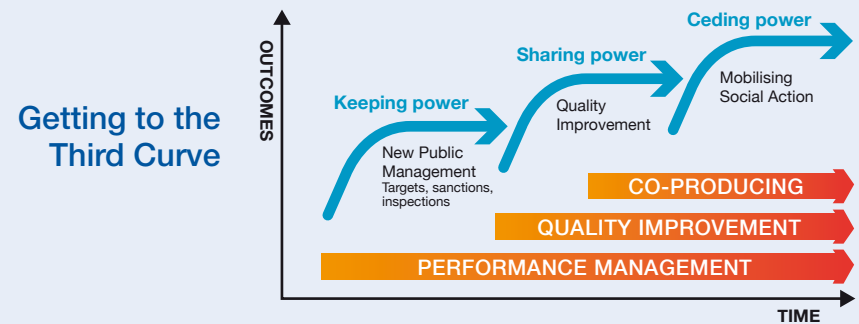 Getting to the
Third Curve
OUTCOMES
Keeping power
New Public
Management
Targets, sanctions,
inspections
Sharing power
Quality
Improvement
Ceding power
Mobilising
Social Action
CO-PRODUCING
QUALITY IMPROVEMENT
PERFORMANCE MANAGEMENT
TIME